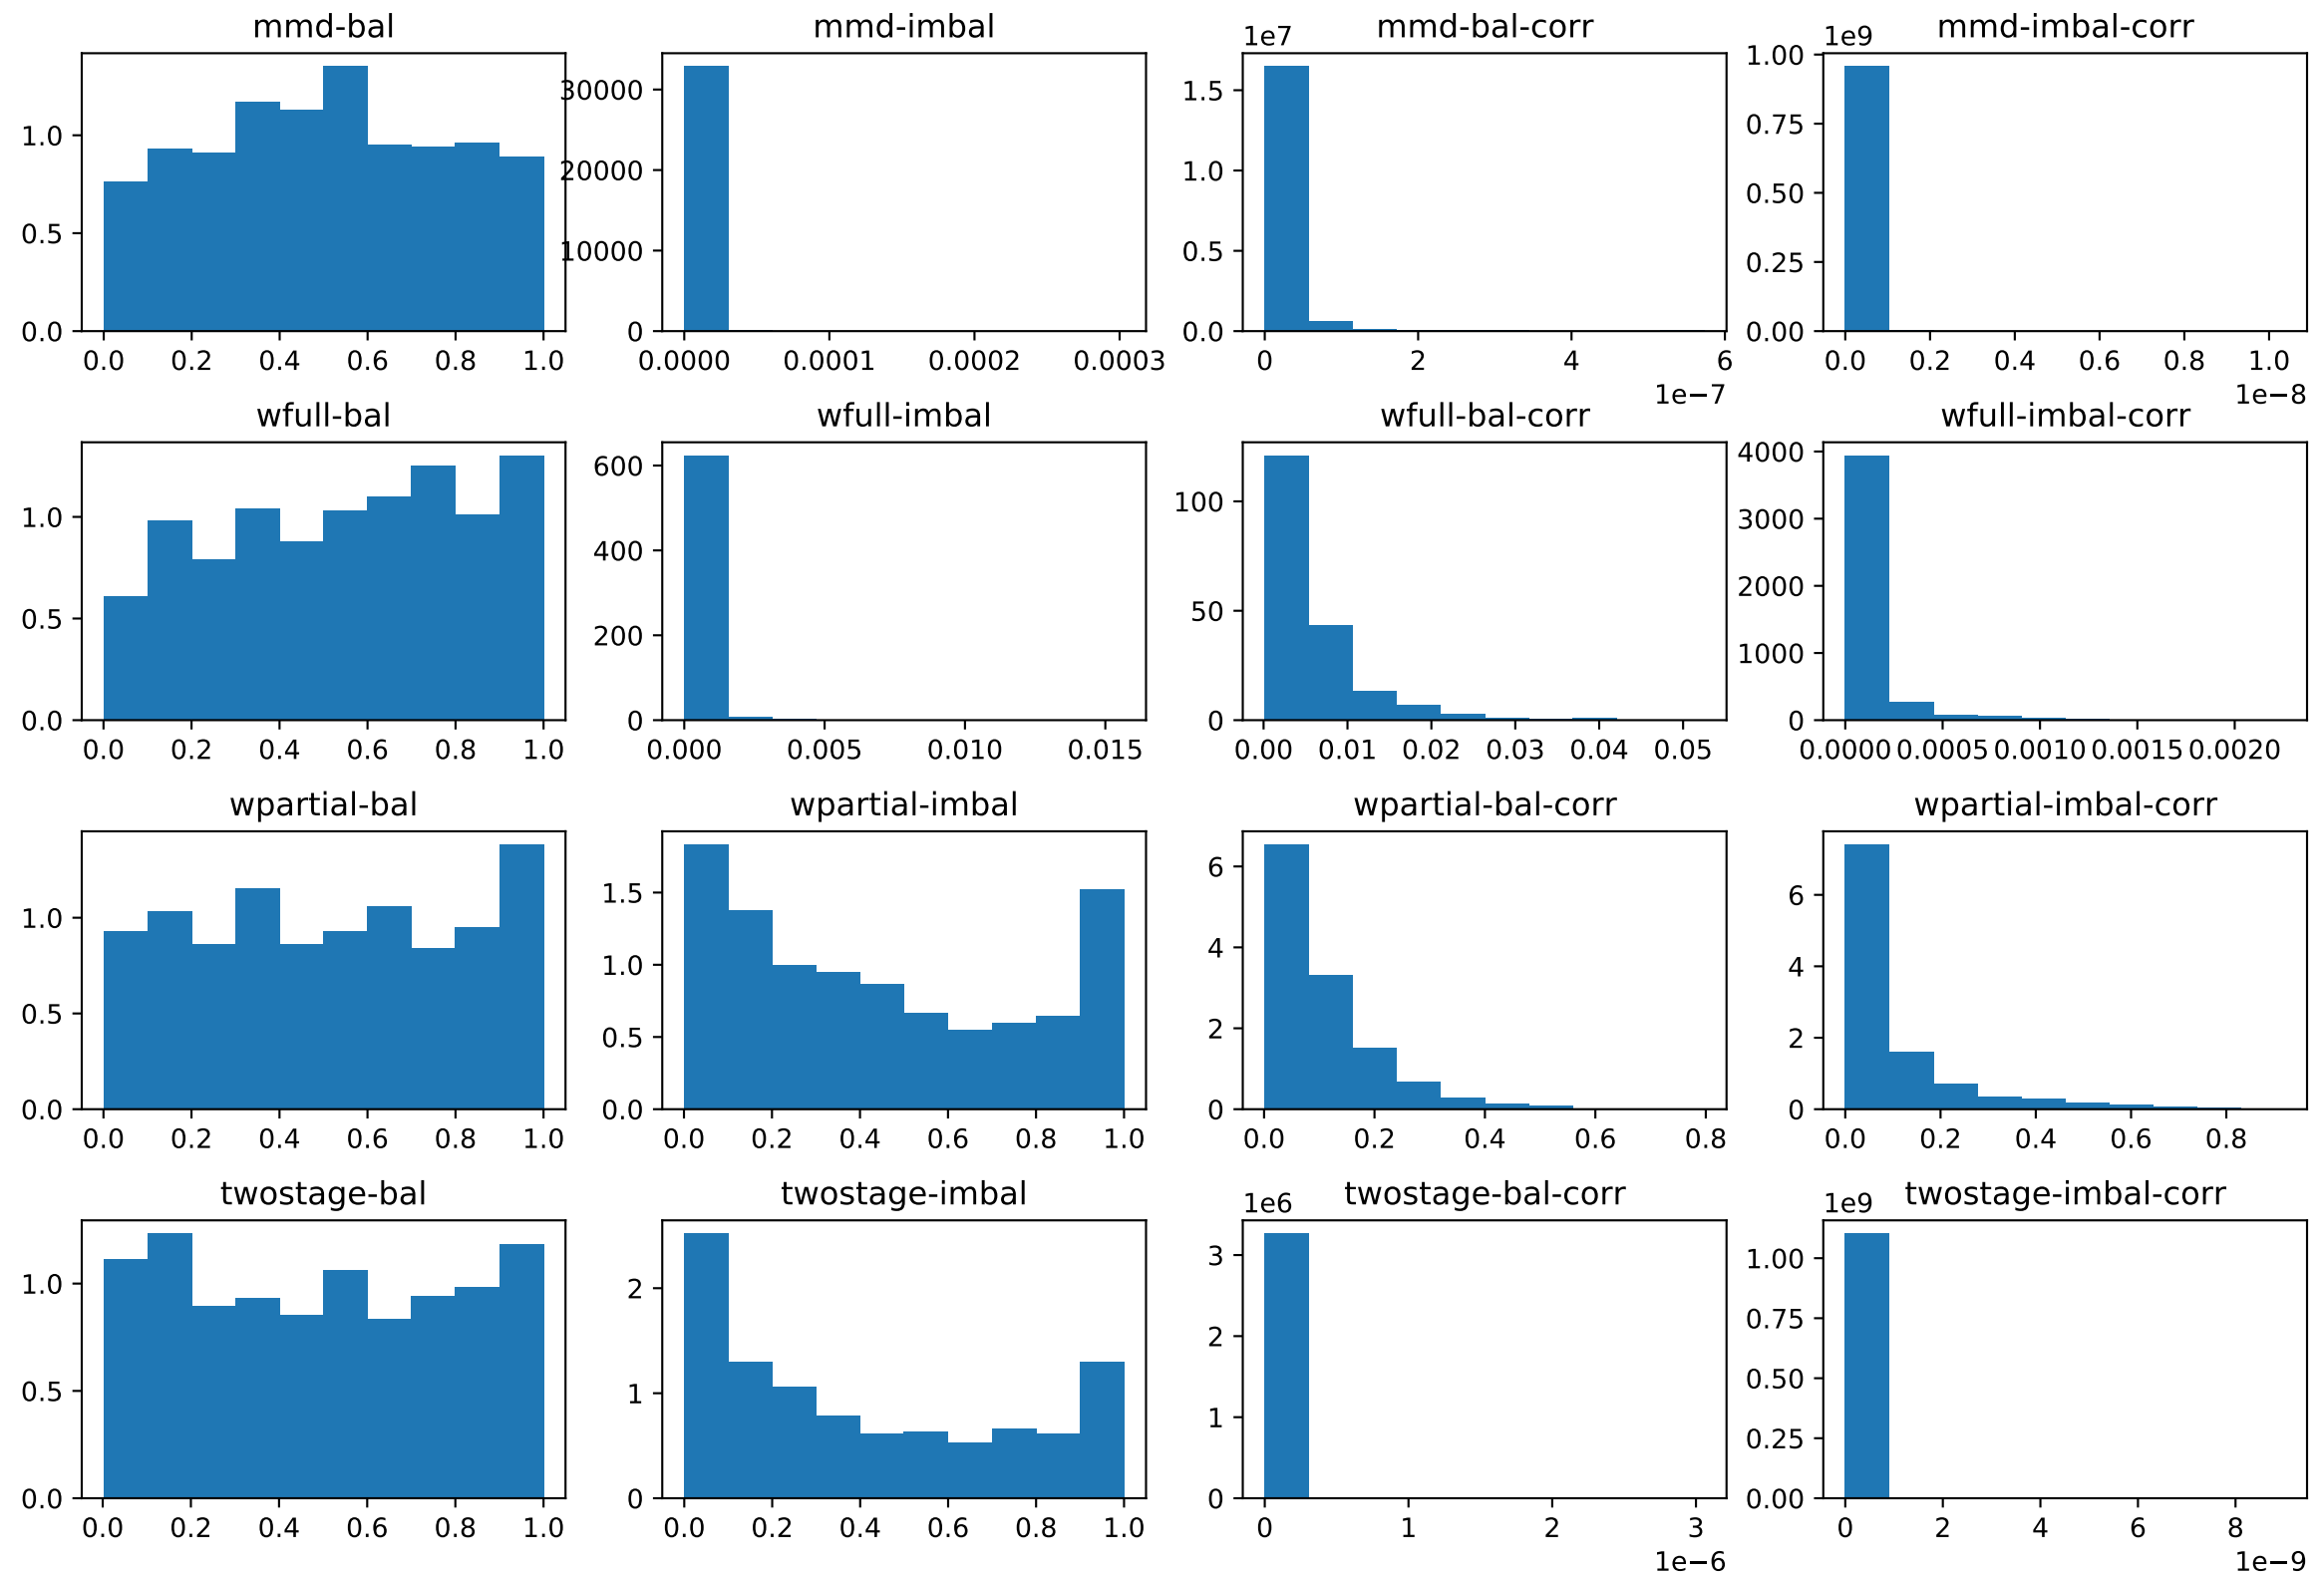 mmd-bal
0.0
0.5
1.0
0.0 0.2 0.4 0.6 0.8 1.0
mmd-imbal
0
10000
20000
30000
0.0000 0.0001 0.0002 0.0003
mmd-bal-corr
1e7
0.0
0.5
1.0
1.5
0 2 4 6
1e−7
mmd-imbal-corr
1e9
0.00
0.25
0.50
0.75
1.00
0.0 0.2 0.4 0.6 0.8 1.0
1e−8
wfull-bal
0.0
0.5
1.0
0.0 0.2 0.4 0.6 0.8 1.0
wfull-imbal
0
200
400
600
0.000 0.005 0.010 0.015
wfull-bal-corr
0
50
100
0.00 0.01 0.02 0.03 0.04 0.05
wfull-imbal-corr
0
1000
2000
3000
4000
0.0000 0.0005 0.0010 0.0015 0.0020
wpartial-bal
0.0
0.5
1.0
0.0 0.2 0.4 0.6 0.8 1.0
wpartial-imbal
0.0
0.5
1.0
1.5
0.0 0.2 0.4 0.6 0.8 1.0
wpartial-bal-corr
0
2
4
6
0.0 0.2 0.4 0.6 0.8
wpartial-imbal-corr
0
2
4
6
0.0 0.2 0.4 0.6 0.8
twostage-bal
0.0
0.5
1.0
0.0 0.2 0.4 0.6 0.8 1.0
twostage-imbal
0
1
2
0.0 0.2 0.4 0.6 0.8 1.0
twostage-bal-corr
1e6
0
1
2
3
0 1 2 3
1e−6
twostage-imbal-corr
1e9
0.00
0.25
0.50
0.75
1.00
0 2 4 6 8
1e−9